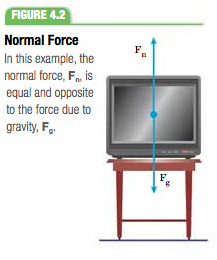 FIGURE 4.2
Normal Force
In this example, the
normal force, Fn, is
equal and opposite
to the force due to
gravity, Fg.
Fn
Fg